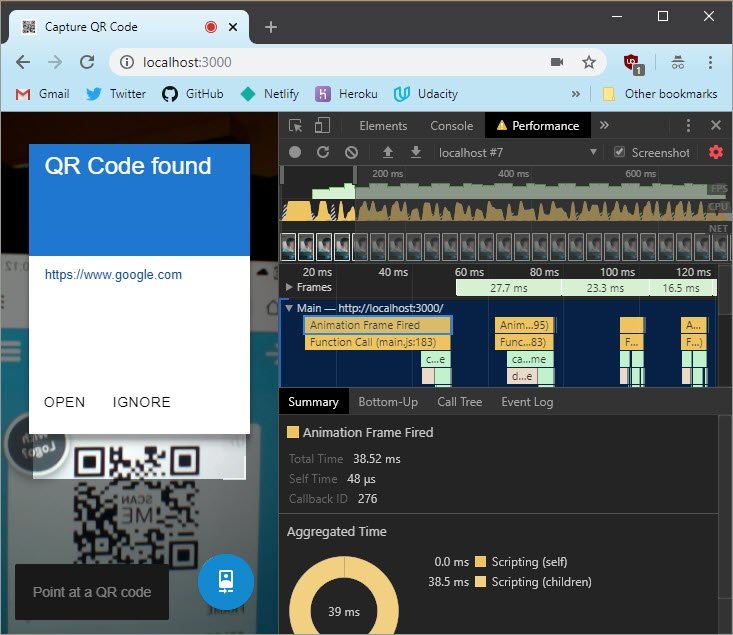 Capture QR Code
localhost:3000
1
Gmail
Twitter
GitHub
Netlify
Heroku
Udacity
»
Other bookmarks
QR Code found
https://www.google.com
OPEN
IGNORE
With
Logo?
SCAN
ME
Point at a QR code
Elements
Console
Performance
»
localhost #7
Screenshot
200 ms
400 ms
600 ms
FPS
CPU
NET
20 ms
40 ms
60 ms
80 ms
100 ms
120 ms
Frames
27.7 ms
23.3 ms
16.5 ms
Main — http://localhost:3000/
Animation Frame Fired
Anim...95)
A...
Function Call (main.js:183)
Func...83)
F...
F...)
c...e
ca...me
d...e
Summary
Bottom-Up
Call Tree
Event Log
Animation Frame Fired
Total Time 38.52 ms
Self Time 48 μs
Callback ID 276
Aggregated Time
39 ms
0.0 ms Scripting (self)
38.5 ms Scripting (children)